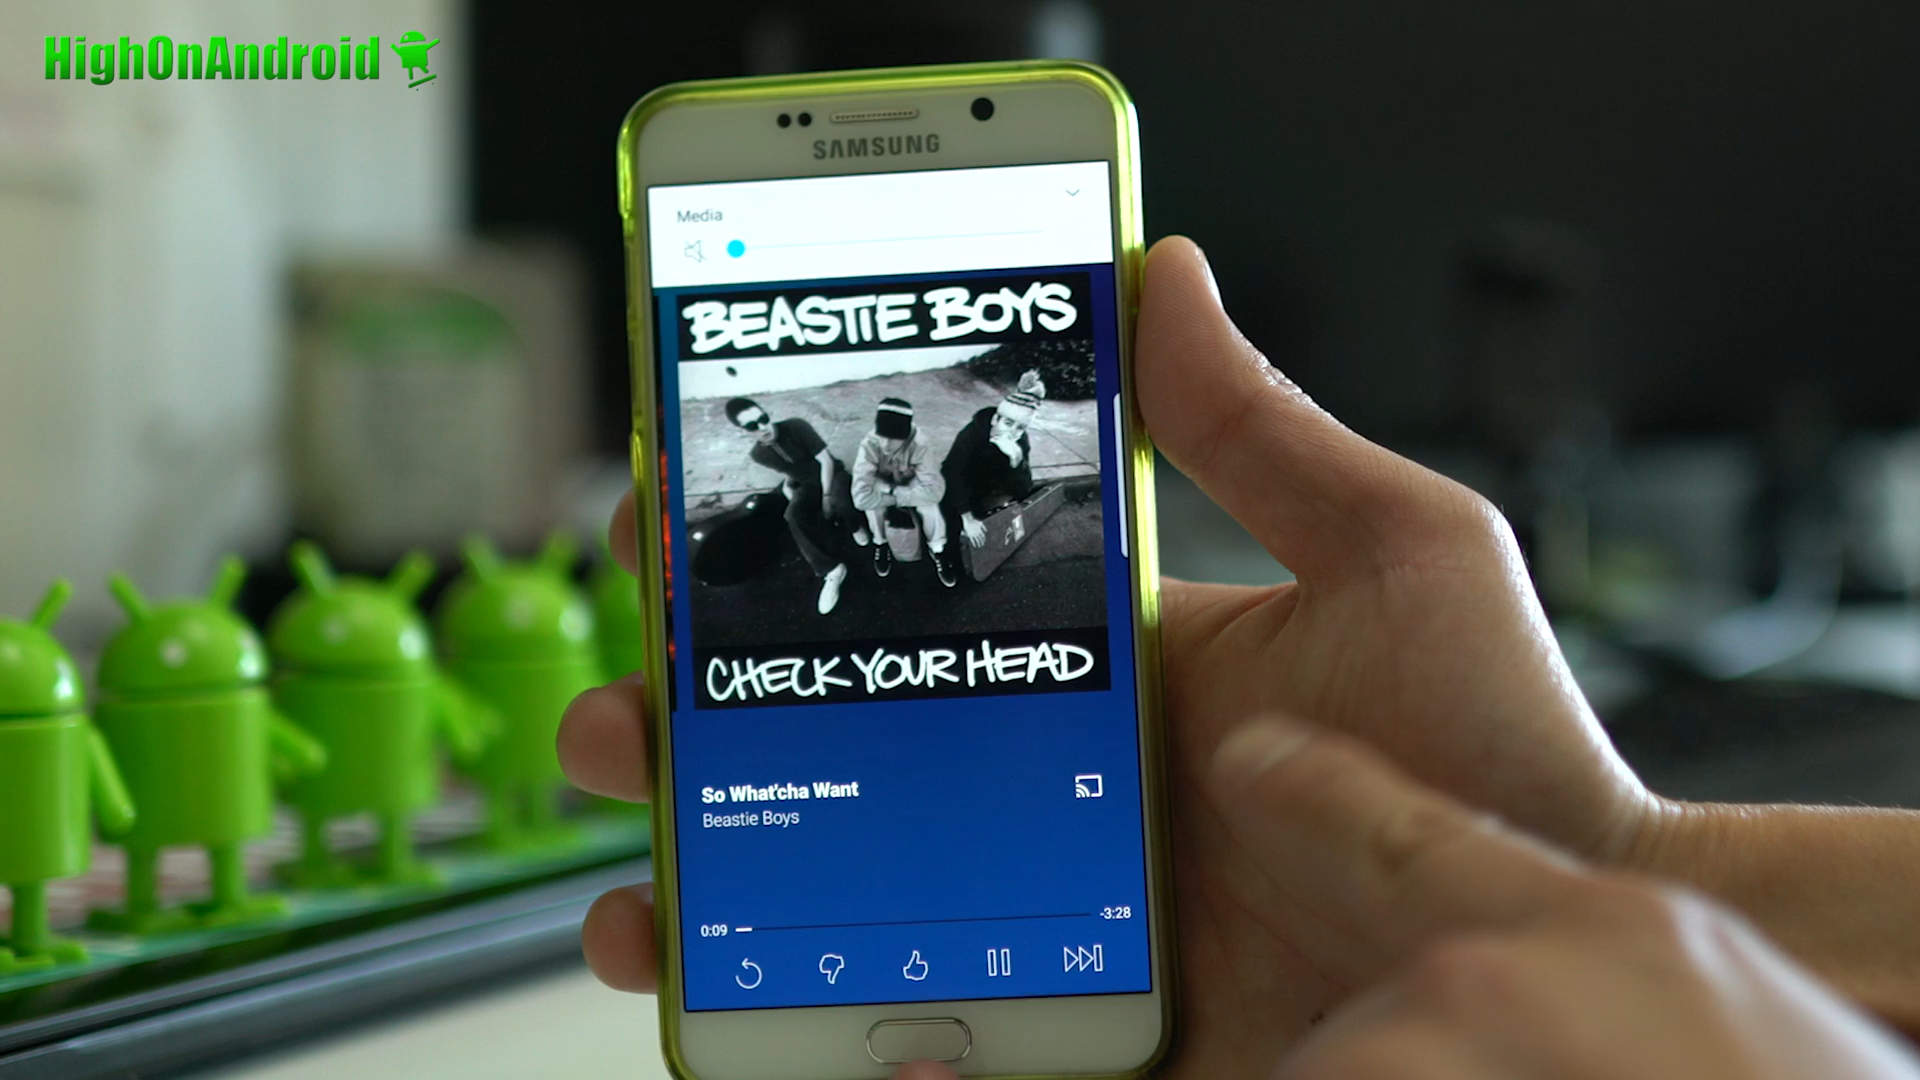 HighOnAndroid
SAMSUNG
Media
BEASTIE BOYS
CHECK YOUR HEAD
So What'cha Want
Beastie Boys
0:09
-3:28